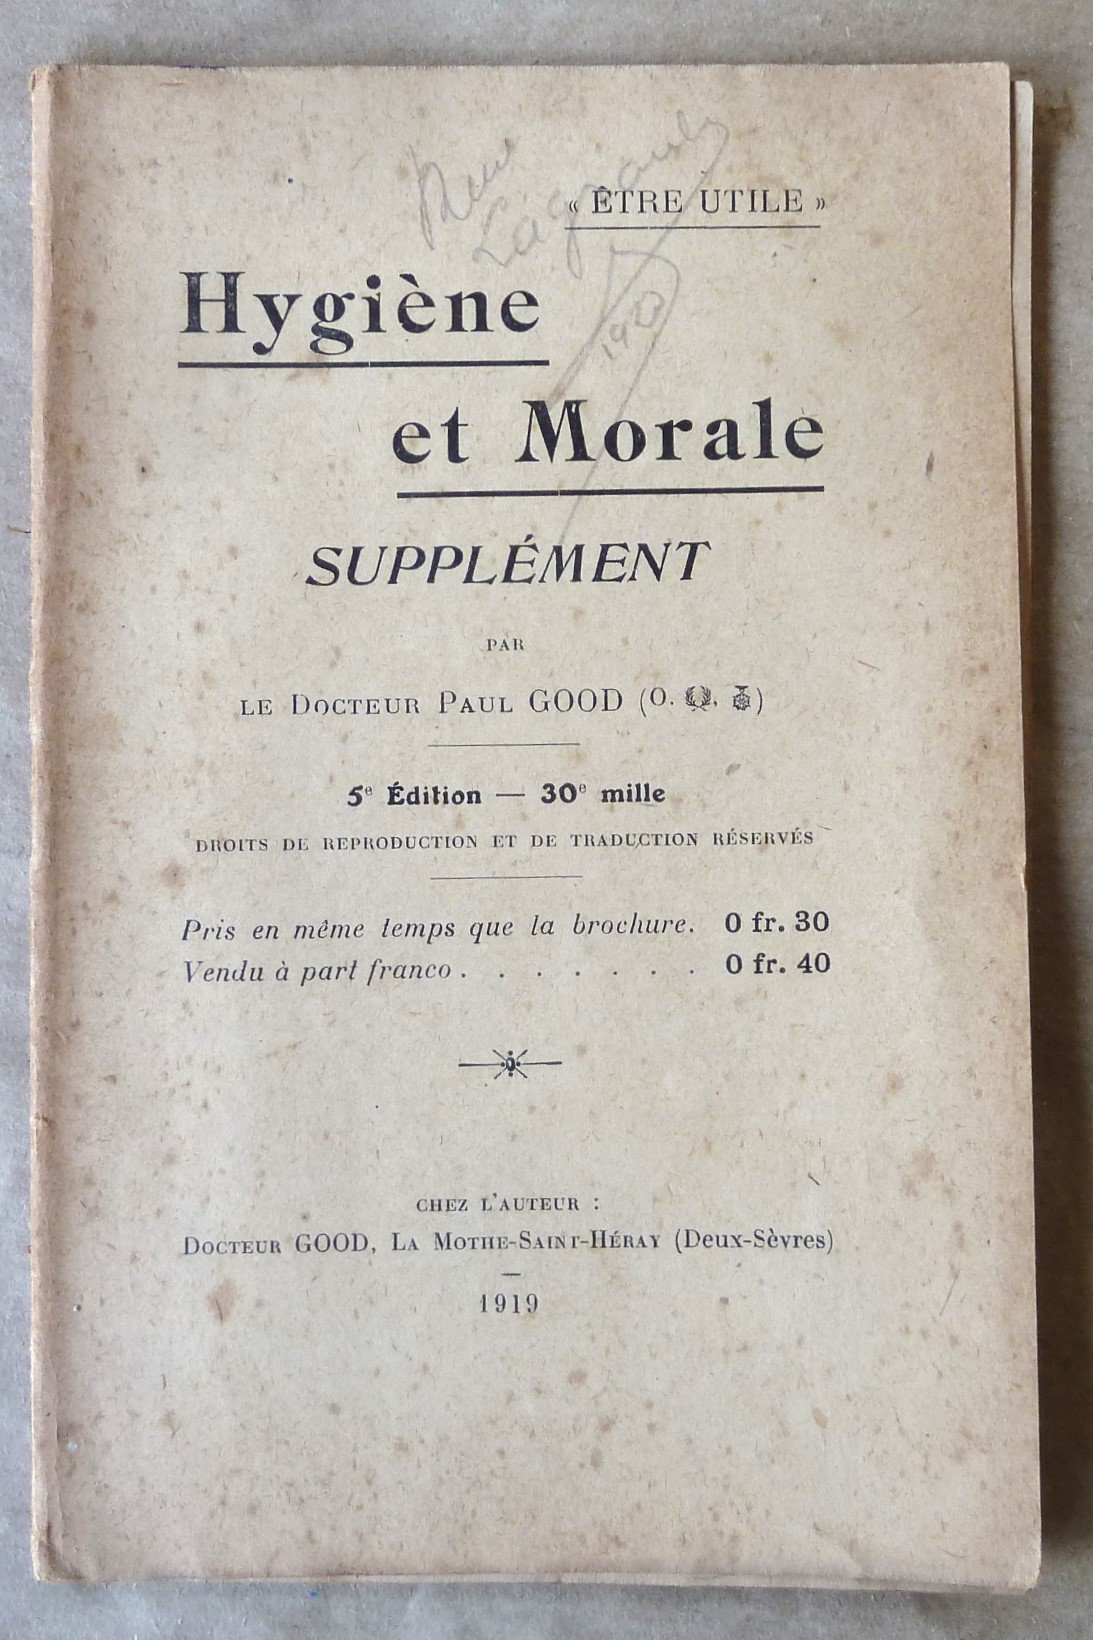 « ÊTRE UTILE »
Hygiène
et Morale
SUPPLÉMENT
PAR
LE DOCTEUR PAUL GOOD (O. )
5e Édition — 30e mille
DROITS DE REPRODUCTION ET DE TRADUCTION RÉSERVÉS
Pris en même temps que la brochure. 0 fr. 30
Vendu à part franco . . . . . . . 0 fr. 40
CHEZ L'AUTEUR :
DOCTEUR GOOD, LA MOTHE-SAINT-HÉRAY (Deux-Sèvres)
1919